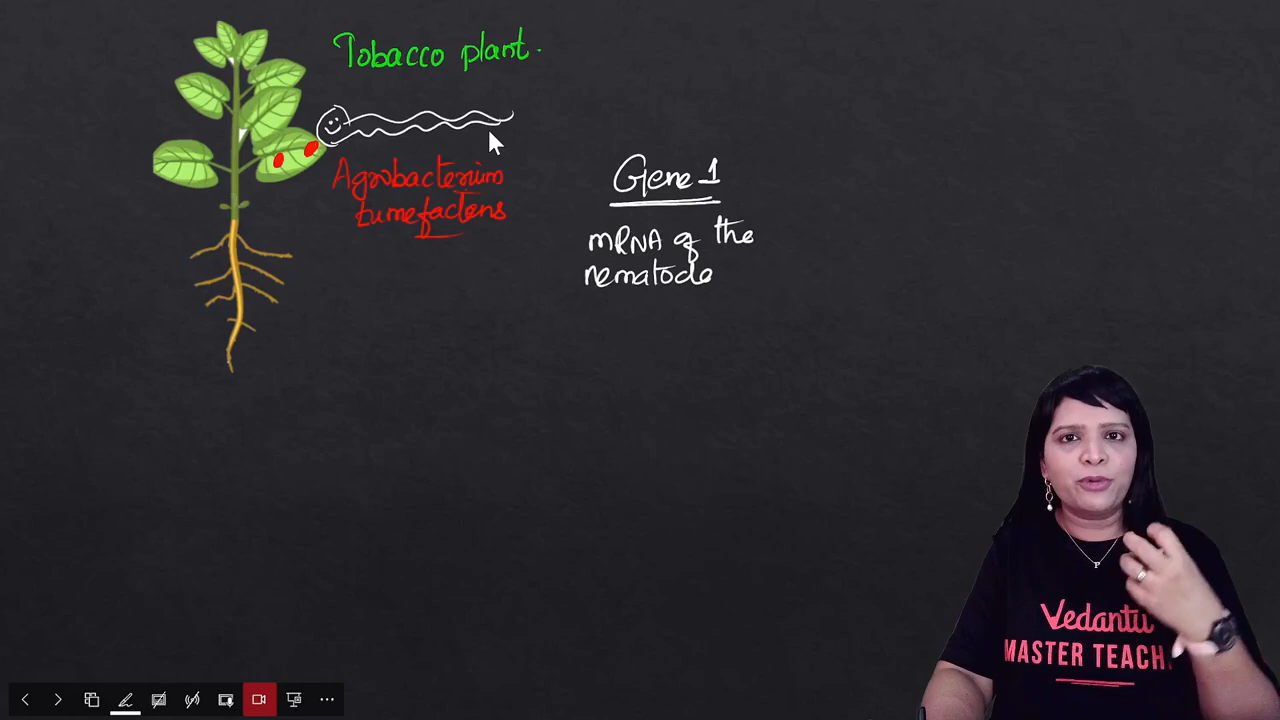 Tobacco plant.
Agrobacterium
tumefaciens
Gene 1
mRNA of the
nematode
P
Vedantu
MASTER TEACH